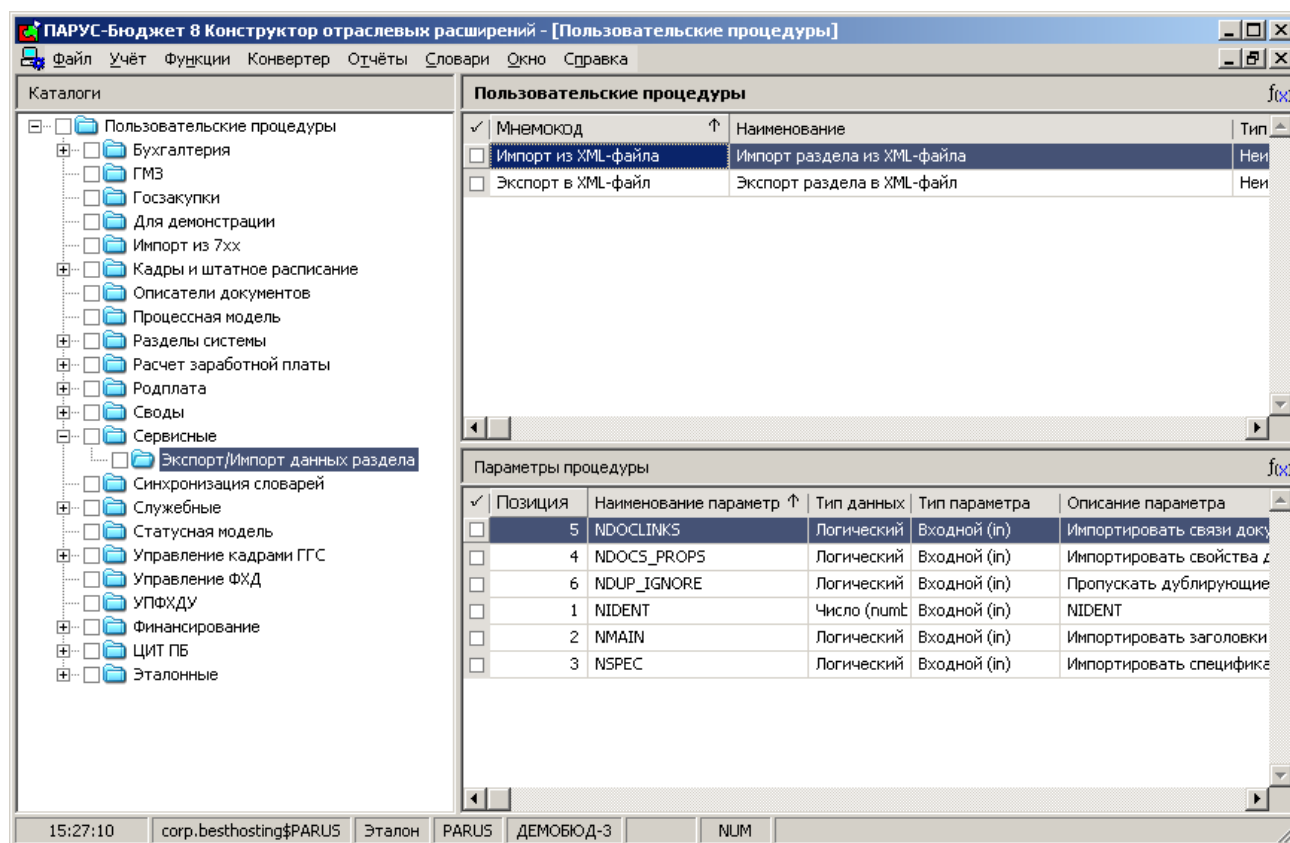 ПАРУС-Бюджет 8 Конструктор отраслевых расширений - [Пользовательские процедуры]
Файл Учёт Функции Конвертер Отчёты Словари Окно Справка
Каталоги
Пользовательские процедуры
Бухгалтерия
ГМЗ
Госзакупки
Для демонстрации
Импорт из 7xx
Кадры и штатное расписание
Описатели документов
Процессная модель
Разделы системы
Расчет заработной платы
Родплата
Своды
Сервисные
Экспорт/Импорт данных раздела
Синхронизация словарей
Служебные
Статусная модель
Управление кадрами ГГС
Управление ФХД
УПФХДУ
Финансирование
ЦИТ ПБ
Эталонные
Пользовательские процедуры f(x)
Мнемокод Наименование Тип
Импорт из XML-файла Импорт раздела из XML-файла Неи
Экспорт в XML-файл Экспорт раздела в XML-файл Неи
Параметры процедуры f(x)
Позиция Наименование параметр Тип данных Тип параметра Описание параметра
5 NDOCLINKS Логический Входной (in) Импортировать связи доку
4 NDOCS_PROPS Логический Входной (in) Импортировать свойства д
6 NDUP_IGNORE Логический Входной (in) Пропускать дублирующие
1 NIDENT Число (numb Входной (in) NIDENT
2 NMAIN Логический Входной (in) Импортировать заголовки
3 NSPEC Логический Входной (in) Импортировать специфика
15:27:10 corp.besthosting$PARUS Эталон PARUS ДЕМОБЮД-3 NUM